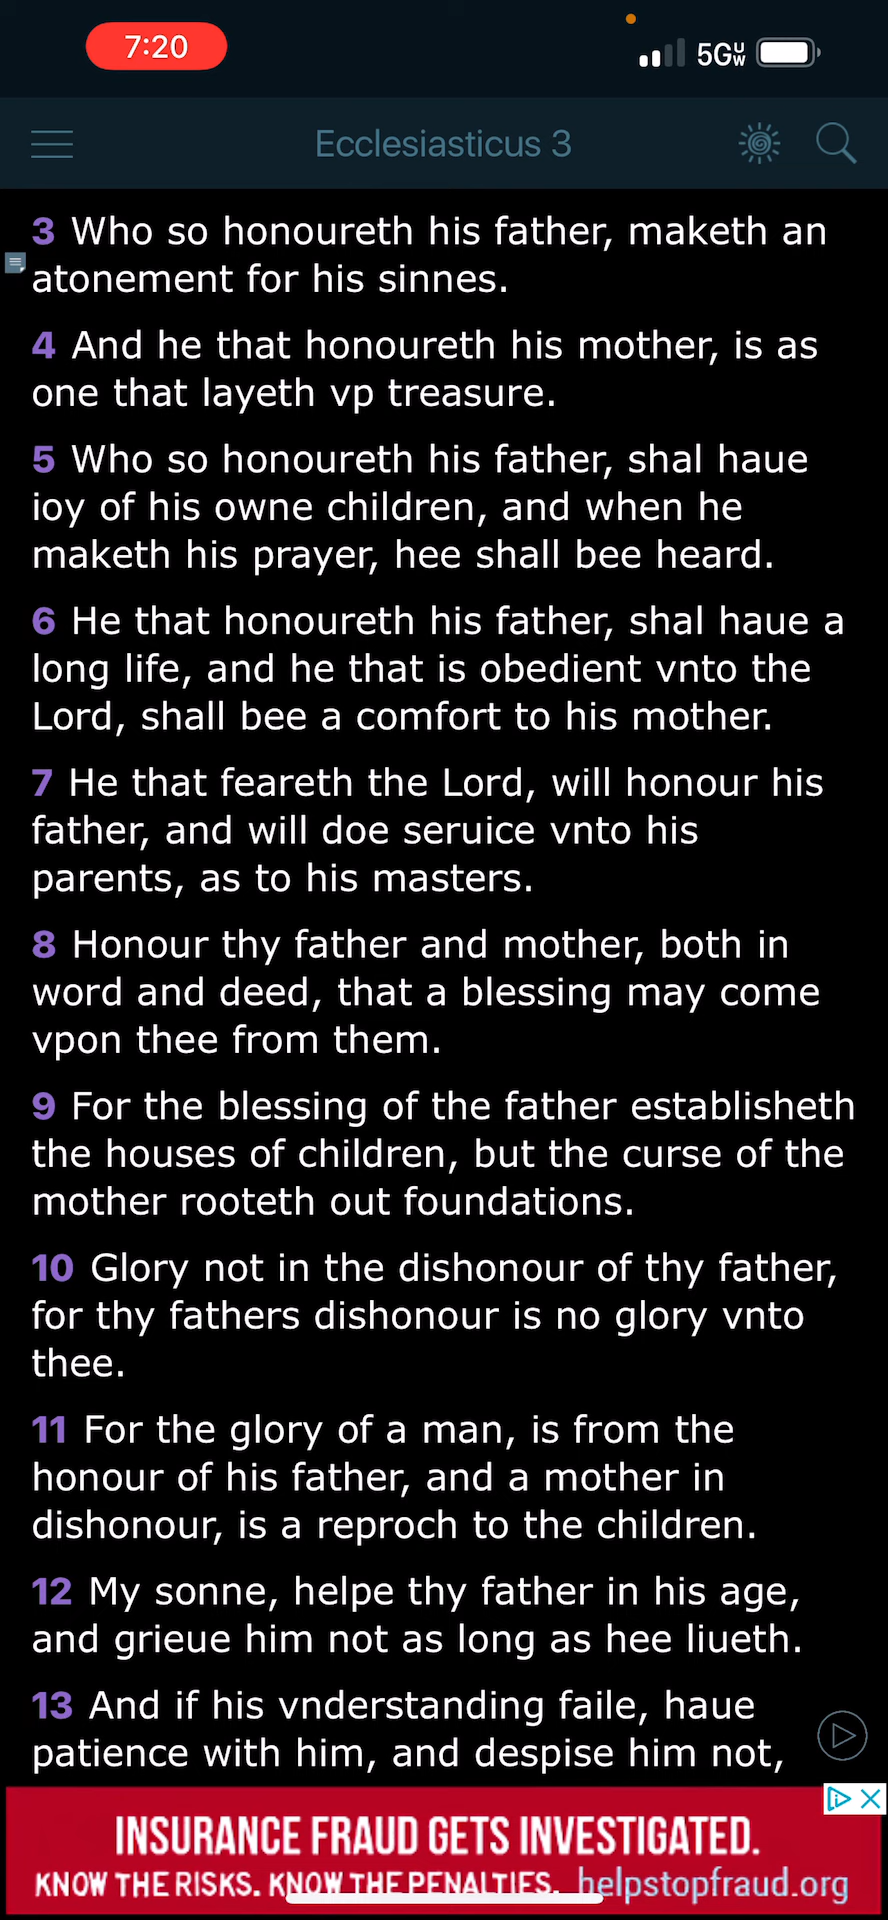 7:20
5GUW
Ecclesiasticus 3
3 Who so honoureth his father, maketh an
atonement for his sinnes.
4 And he that honoureth his mother, is as
one that layeth vp treasure.
5 Who so honoureth his father, shal haue
ioy of his owne children, and when he
maketh his prayer, hee shall bee heard.
6 He that honoureth his father, shal haue a
long life, and he that is obedient vnto the
Lord, shall bee a comfort to his mother.
7 He that feareth the Lord, will honour his
father, and will doe seruice vnto his
parents, as to his masters.
8 Honour thy father and mother, both in
word and deed, that a blessing may come
vpon thee from them.
9 For the blessing of the father establisheth
the houses of children, but the curse of the
mother rooteth out foundations.
10 Glory not in the dishonour of thy father,
for thy fathers dishonour is no glory vnto
thee.
11 For the glory of a man, is from the
honour of his father, and a mother in
dishonour, is a reproch to the children.
12 My sonne, helpe thy father in his age,
and grieue him not as long as hee liueth.
13 And if his vnderstanding faile, haue
patience with him, and despise him not,
INSURANCE FRAUD GETS INVESTIGATED.
KNOW THE RISKS. KNOW THE PENALTIES. helpstopfraud.org